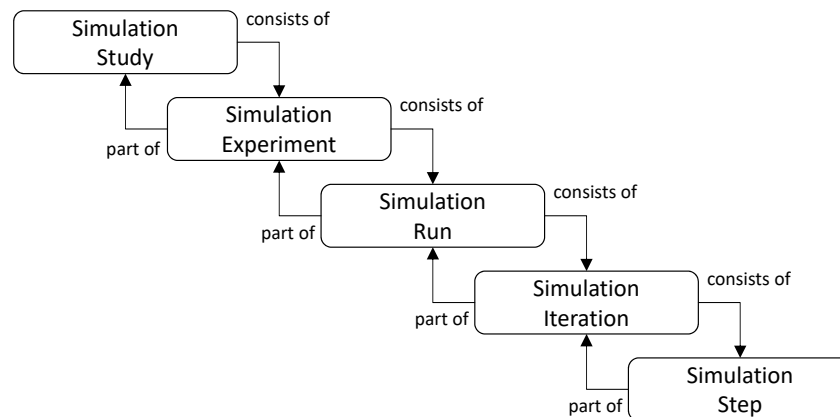 Simulation
Study
consists of
part of
Simulation
Experiment
consists of
part of
Simulation
Run
consists of
part of
Simulation
Iteration
consists of
part of
Simulation
Step